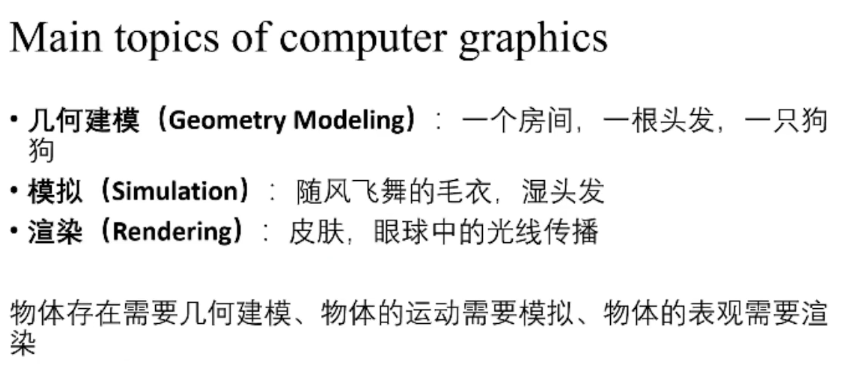 Main topics of computer graphics
• 几何建模（Geometry Modeling）：一个房间，一根头发，一只狗
狗
• 模拟（Simulation）：随风飞舞的毛衣，湿头发
• 渲染（Rendering）：皮肤，眼球中的光线传播
物体存在需要几何建模、物体的运动需要模拟、物体的表观需要渲
染